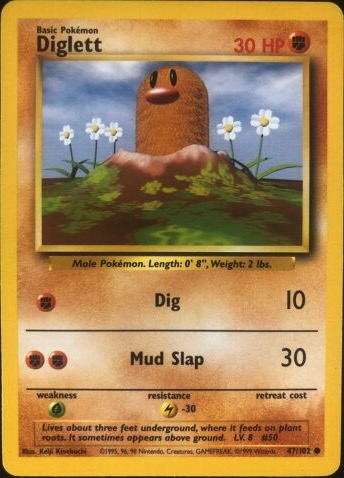 Basic Pokémon
Diglett 30 HP
Mole Pokémon. Length: 0' 8", Weight: 2 lbs.
Dig 10
Mud Slap 30
weakness resistance retreat cost
-30
Lives about three feet underground, where it feeds on plant
roots. It sometimes appears above ground. LV. 8 #50
Illus. Keiji Kinebuchi ©1995, 96, 98 Nintendo, Creatures, GAMEFREAK. ©1999 Wizards. 47/102